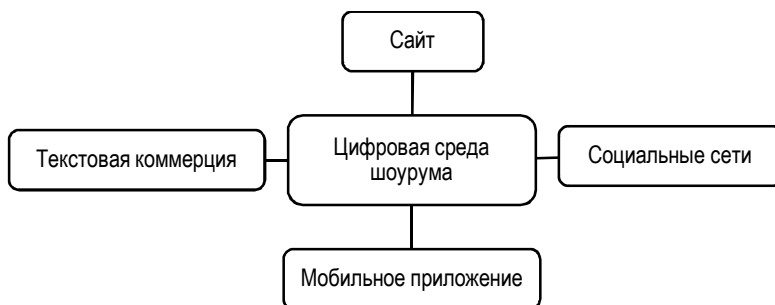 Сайт
Текстовая коммерция
Цифровая среда
шоурума
Социальные сети
Мобильное приложение